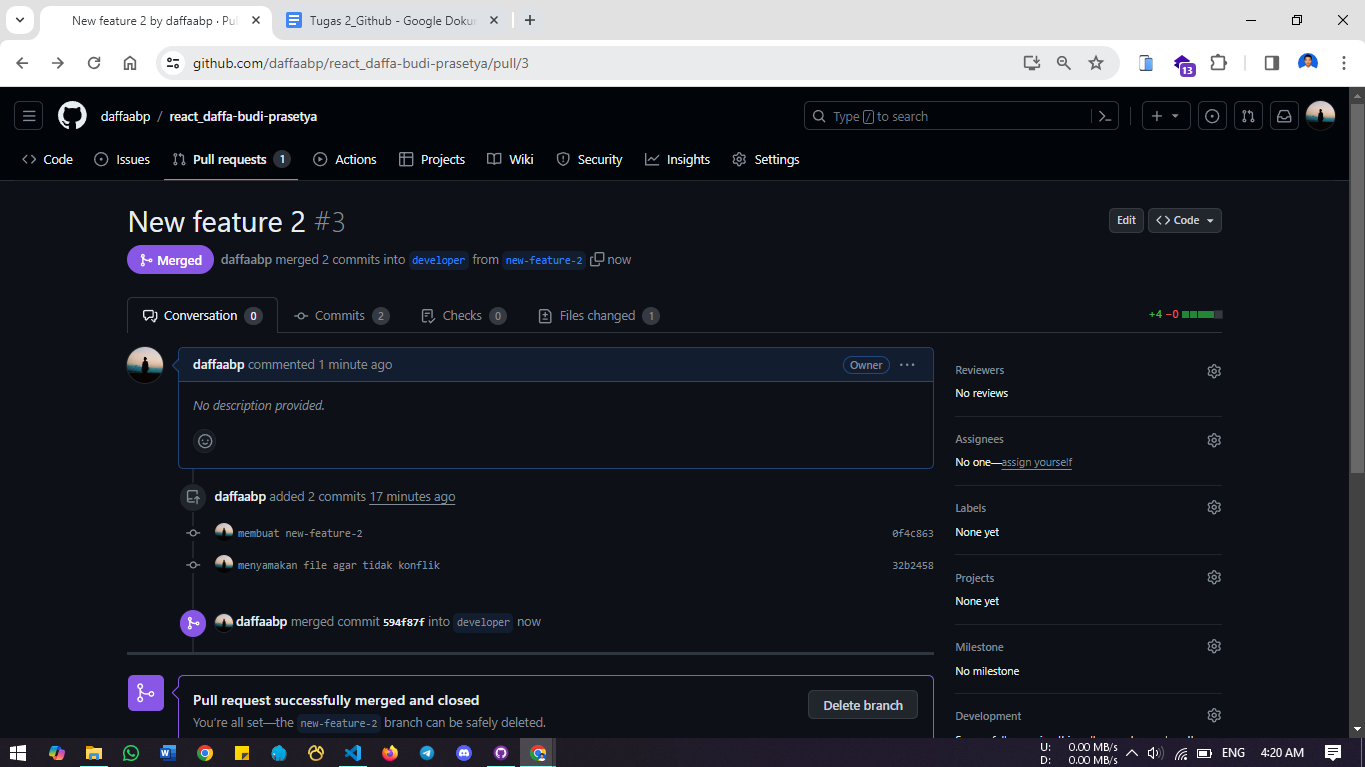 New feature 2 by daffaabp · Pul
Tugas 2_Github - Google Dokum
github.com/daffaabp/react_daffa-budi-prasetya/pull/3
13
daffaabp / react_daffa-budi-prasetya
Type / to search
Code
Issues
Pull requests 1
Actions
Projects
Wiki
Security
Insights
Settings
New feature 2 #3
Edit
Code
Merged
daffaabp merged 2 commits into developer from new-feature-2 now
Conversation 0
Commits 2
Checks 0
Files changed 1
+4 −0
daffaabp commented 1 minute ago
Owner
No description provided.
daffaabp added 2 commits 17 minutes ago
membuat new-feature-2 0f4c863
menyamakan file agar tidak konflik 32b2458
daffaabp merged commit 594f87f into developer now
Pull request successfully merged and closed
You're all set—the new-feature-2 branch can be safely deleted.
Delete branch
Reviewers
No reviews
Assignees
No one—assign yourself
Labels
None yet
Projects
None yet
Milestone
No milestone
Development
U: 0.00 MB/s
D: 0.00 MB/s
ENG
4:20 AM